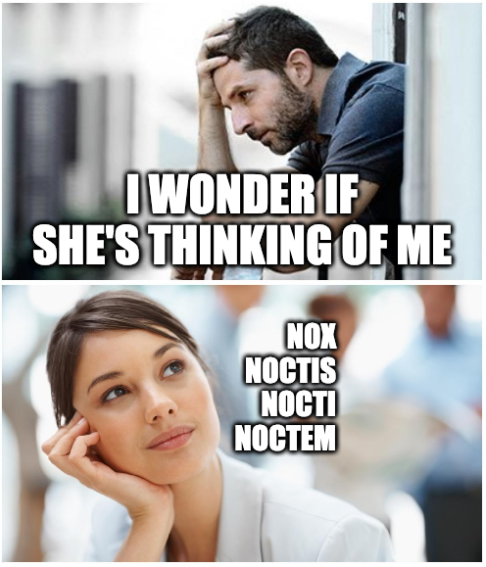 I WONDER IF
SHE'S THINKING OF ME
NOX
NOCTIS
NOCTI
NOCTEM